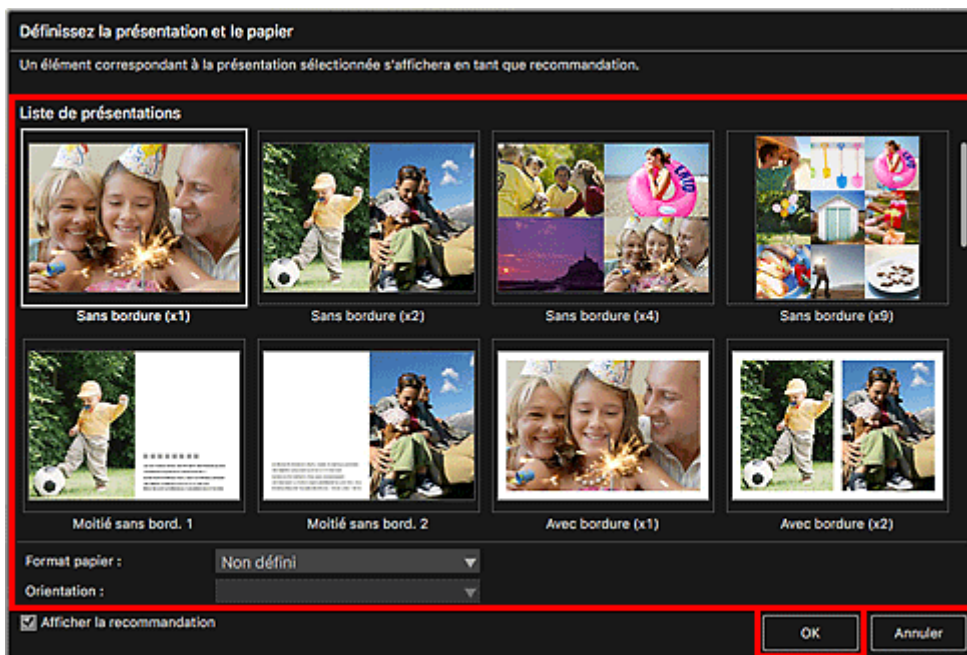 Définissez la présentation et le papier
Un élément correspondant à la présentation sélectionnée s'affichera en tant que recommandation.
Liste de présentations
Sans bordure (x1)
Sans bordure (x2)
Sans bordure (x4)
Sans bordure (x9)
Moitié sans bord. 1
Moitié sans bord. 2
Avec bordure (x1)
Avec bordure (x2)
Format papier :
Non défini
Orientation :
Afficher la recommandation
OK
Annuler